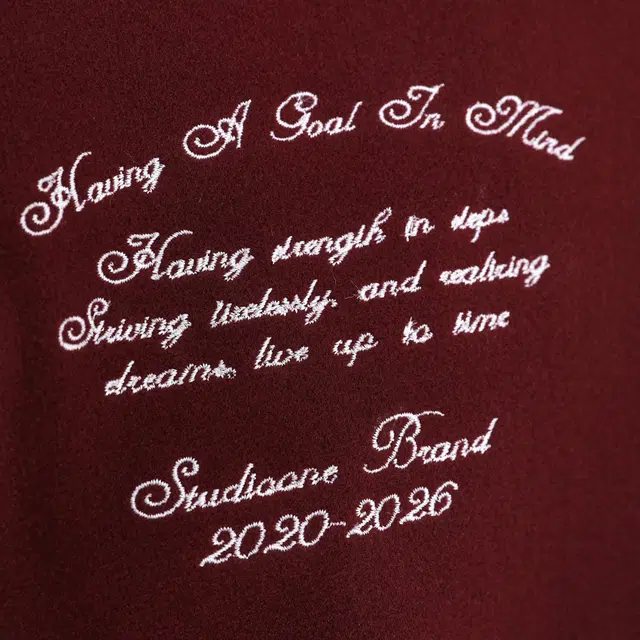 Having A Goal In Mind
Having strength in steps
Striving tirelessly, and realizing
dreams, live up to time
Studioone Brand
2020-2026